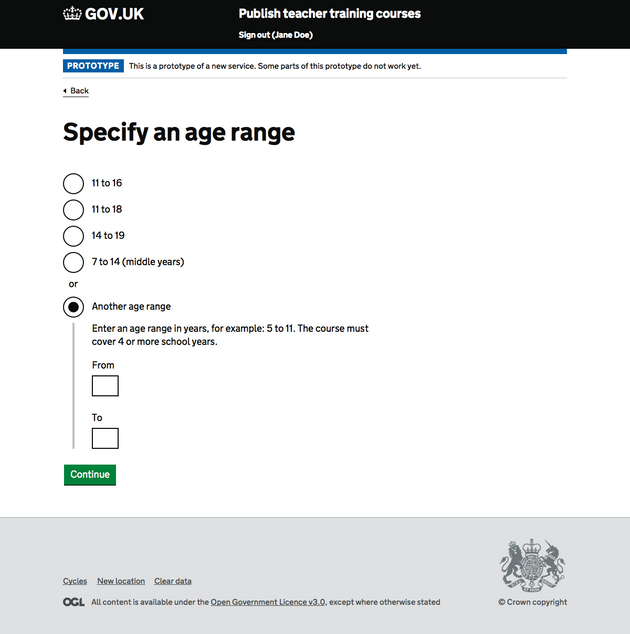 GOV.UK
Publish teacher training courses
Sign out (Jane Doe)
PROTOTYPE This is a prototype of a new service. Some parts of this prototype do not work yet.
Back
Specify an age range
11 to 16
11 to 18
14 to 19
7 to 14 (middle years)
or
Another age range
Enter an age range in years, for example: 5 to 11. The course must
cover 4 or more school years.
From
To
Continue
Cycles New location Clear data
OGL All content is available under the Open Government Licence v3.0, except where otherwise stated
© Crown copyright